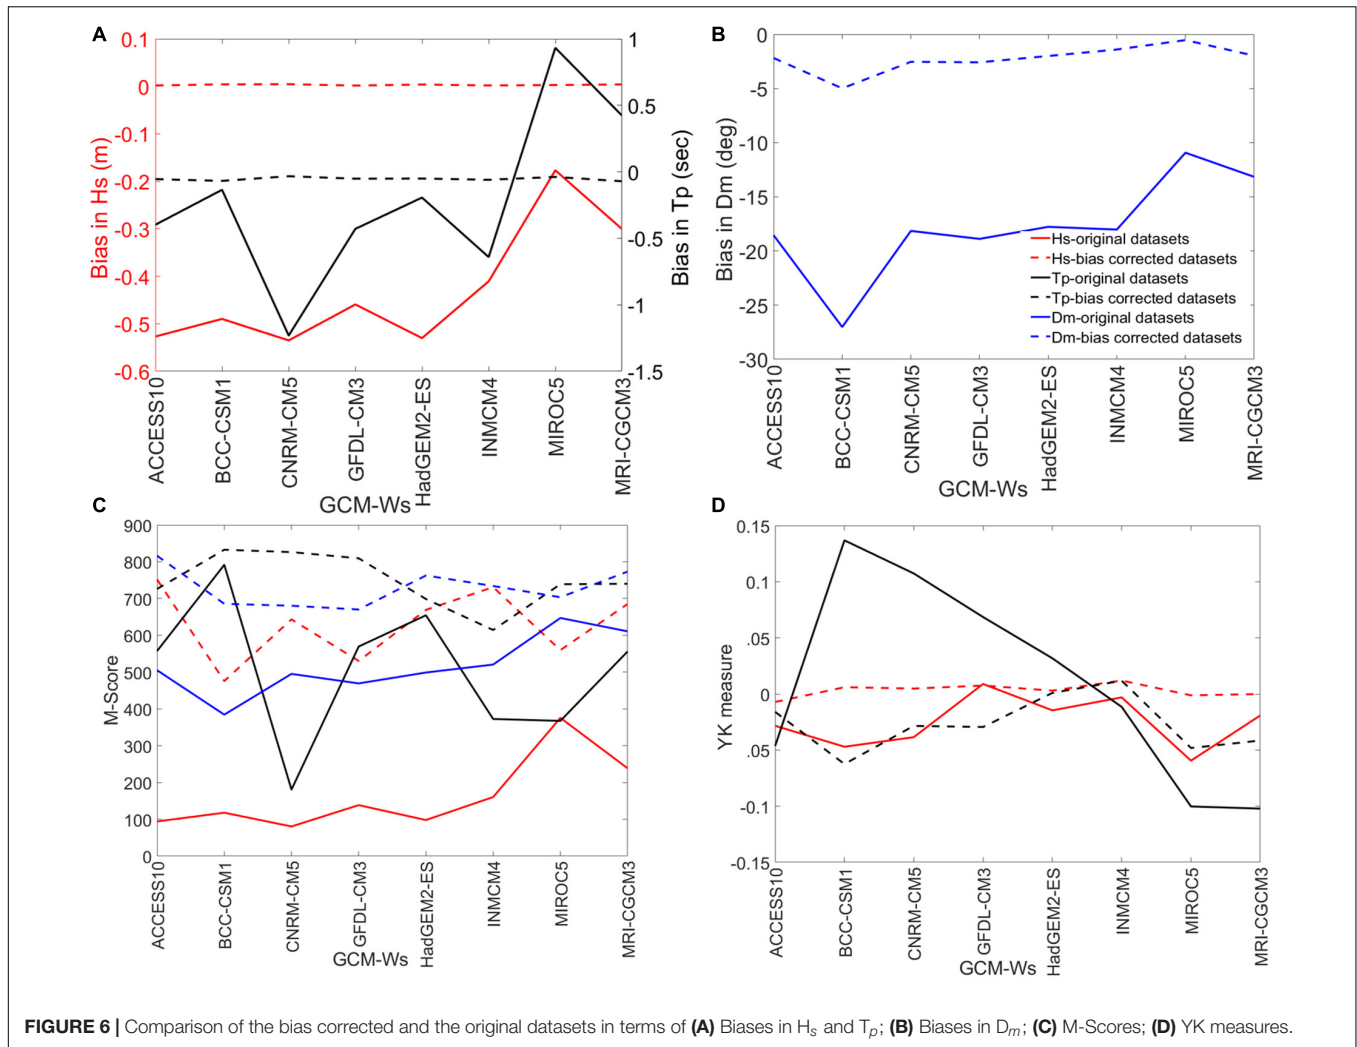 A
0.1
0
-0.1
-0.2
-0.3
-0.4
-0.5
-0.6
Bias in Hs (m)
1
0.5
0
-0.5
-1
-1.5
Bias in Tp (sec)
ACCESS10
BCC-CSM1
CNRM-CM5
GFDL-CM3
HadGEM2-ES
INMCM4
MIROC5
MRI-CGCM3
GCM-Ws
B
0
-5
-10
-15
-20
-25
-30
Bias in Dm (deg)
Hs-original datasets
Hs-bias corrected datasets
Tp-original datasets
Tp-bias corrected datasets
Dm-original datasets
Dm-bias corrected datasets
ACCESS10
BCC-CSM1
CNRM-CM5
GFDL-CM3
HadGEM2-ES
INMCM4
MIROC5
MRI-CGCM3
GCM-Ws
C
900
800
700
600
500
400
300
200
100
0
M-Score
ACCESS10
BCC-CSM1
CNRM-CM5
GFDL-CM3
HadGEM2-ES
INMCM4
MIROC5
MRI-CGCM3
GCM-Ws
D
0.15
0.1
.05
0
.05
-0.1
-0.15
YK measure
ACCESS10
BCC-CSM1
CNRM-CM5
GFDL-CM3
HadGEM2-ES
INMCM4
MIROC5
MRI-CGCM3
GCM-Ws
FIGURE 6 | Comparison of the bias corrected and the original datasets in terms of (A) Biases in Hs and Tp; (B) Biases in Dm; (C) M-Scores; (D) YK measures.